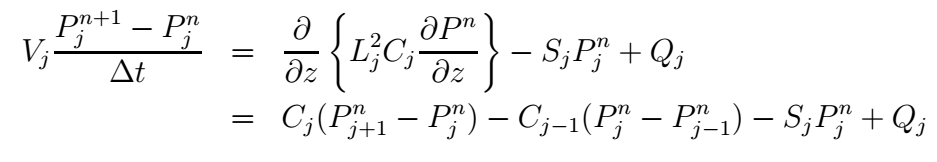 $V_j \frac{P_j^{n+1} - P_j^n}{\Delta t} = \frac{\partial}{\partial z} \left\{ L_j^2 C_j \frac{\partial P^n}{\partial z} \right\} - S_j P_j^n + Q_j$
$= C_j (P_{j+1}^n - P_j^n) - C_{j-1} (P_j^n - P_{j-1}^n) - S_j P_j^n + Q_j$